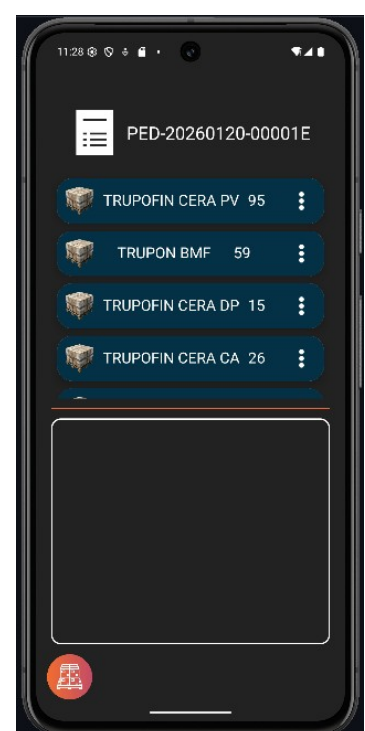 11:28
PED-20260120-00001E
TRUPOFIN CERA PV 95
TRUPON BMF 59
TRUPOFIN CERA DP 15
TRUPOFIN CERA CA 26